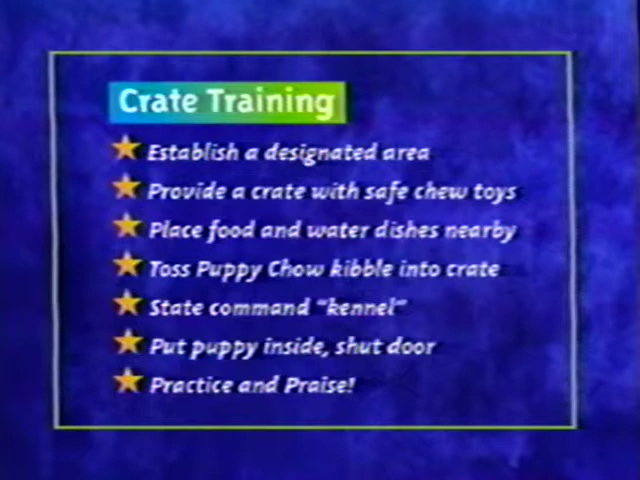 Crate Training
Establish a designated area
Provide a crate with safe chew toys
Place food and water dishes nearby
Toss Puppy Chow kibble into crate
State command "kennel"
Put puppy inside, shut door
Practice and Praise!